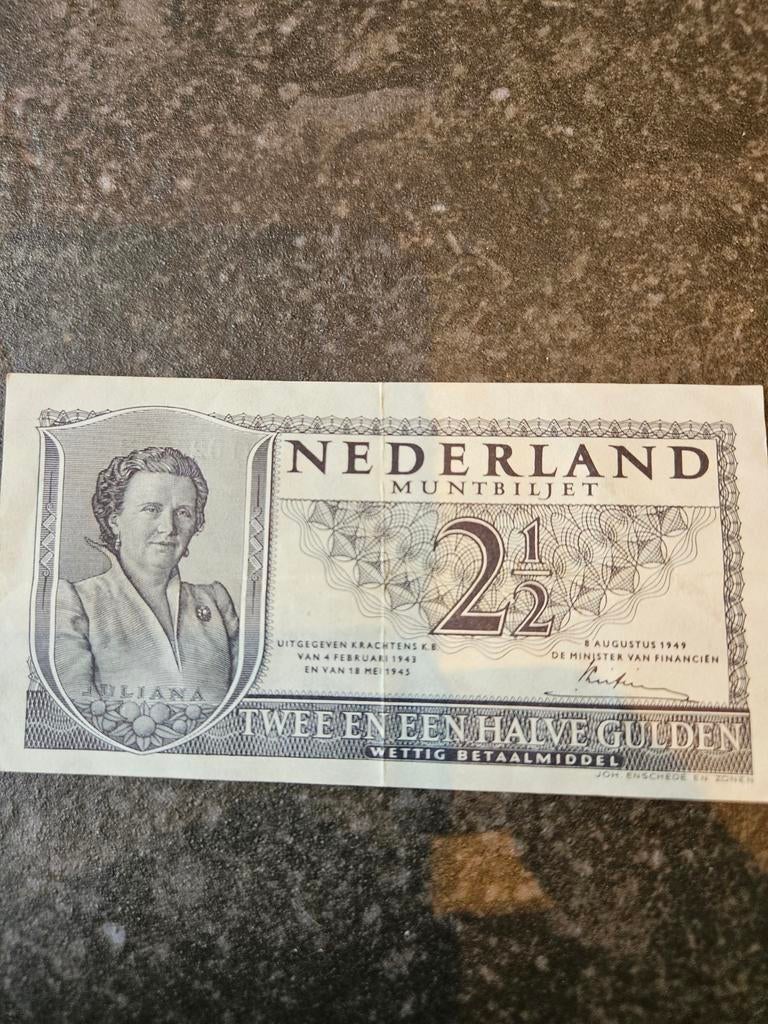 NEDERLAND
MUNTBILJET
2½
UITGEGEVEN KRACHTENS K.B.
VAN 4 FEBRUARI 1943
EN VAN 18 MEI 1945
8 AUGUSTUS 1949
DE MINISTER VAN FINANCIËN
JULIANA
TWEE EN EEN HALVE GULDEN
WETTIG BETAALMIDDEL
JOH. ENSCHEDÉ EN ZONEN